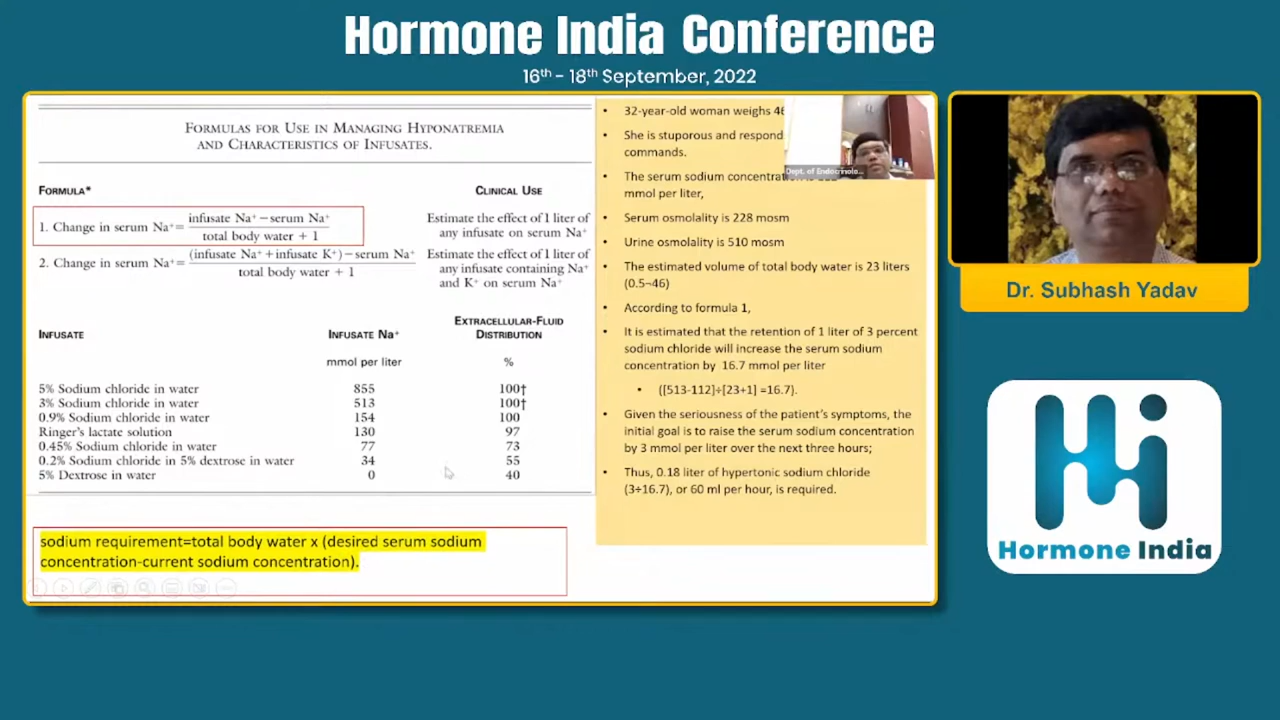 Hormone India Conference
16th - 18th September, 2022
FORMULAS FOR USE IN MANAGING HYPONATREMIA
AND CHARACTERISTICS OF INFUSATES.
FORMULA* CLINICAL USE
1. Change in serum Na+= infusate Na+ − serum Na+
total body water + 1
Estimate the effect of 1 liter of
any infusate on serum Na+
2. Change in serum Na+= (infusate Na+ + infusate K+) − serum Na+
total body water + 1
Estimate the effect of 1 liter of
any infusate containing Na+
and K+ on serum Na+
INFUSATE INFUSATE Na+ EXTRACELLULAR-FLUID
DISTRIBUTION
mmol per liter %
5% Sodium chloride in water 855 100†
3% Sodium chloride in water 513 100†
0.9% Sodium chloride in water 154 100
Ringer's lactate solution 130 97
0.45% Sodium chloride in water 77 73
0.2% Sodium chloride in 5% dextrose in water 34 55
5% Dextrose in water 0 40
sodium requirement=total body water x (desired serum sodium
concentration-current sodium concentration).
• 32-year-old woman weighs
• She is stuporous and
commands.
• The serum sodium
mmol per liter,
• Serum osmolality is 228 mosm
• Urine osmolality is 510 mosm
• The estimated volume of total body water is 23 liters
(0.5~46)
• According to formula 1,
• It is estimated that the retention of 1 liter of 3 percent
sodium chloride will increase the serum sodium
concentration by 16.7 mmol per liter
• ([513-112]÷[23+1] =16.7).
• Given the seriousness of the patient's symptoms, the
initial goal is to raise the serum sodium concentration
by 3 mmol per liter over the next three hours;
• Thus, 0.18 liter of hypertonic sodium chloride
(3÷16.7), or 60 ml per hour, is required.
Dept. of Endocrinolo...
Dr. Subhash Yadav
Hormone India